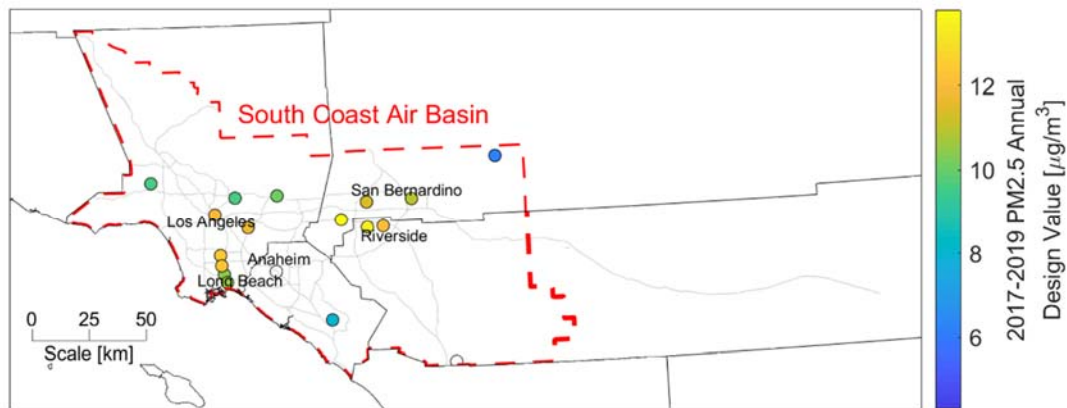 South Coast Air Basin
San Bernardino
Los Angeles
Riverside
Anaheim
Long Beach
0 25 50
Scale [km]
12
10
8
6
2017-2019 PM2.5 Annual
Design Value [μg/m³]